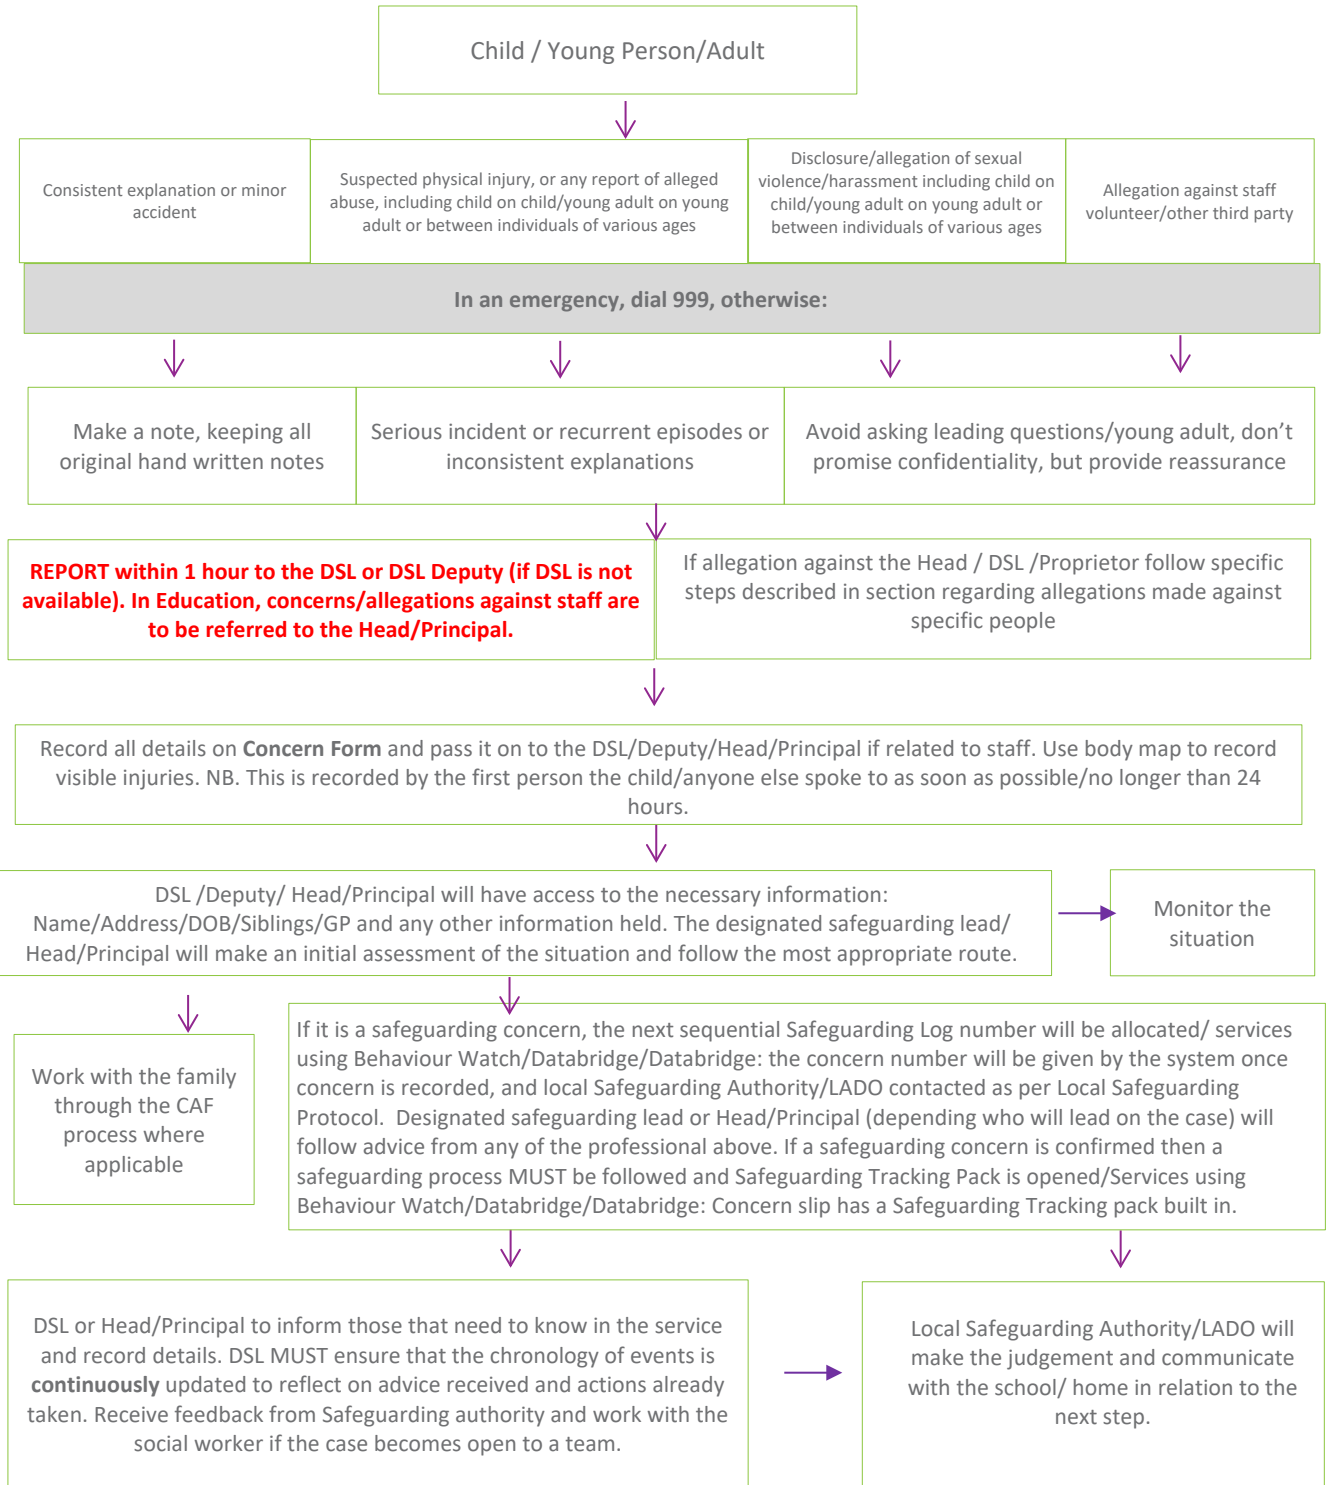 Child / Young Person/Adult
Consistent explanation or minor
accident
Suspected physical injury, or any report of alleged
abuse, including child on child/young adult on young
adult or between individuals of various ages
Disclosure/allegation of sexual
violence/harassment including child on
child/young adult on young adult or
between individuals of various ages
Allegation against staff
volunteer/other third party
In an emergency, dial 999, otherwise:
Make a note, keeping all
original hand written notes
Serious incident or recurrent episodes or
inconsistent explanations
Avoid asking leading questions/young adult, don’t
promise confidentiality, but provide reassurance
REPORT within 1 hour to the DSL or DSL Deputy (if DSL is not
available). In Education, concerns/allegations against staff are
to be referred to the Head/Principal.
If allegation against the Head / DSL /Proprietor follow specific
steps described in section regarding allegations made against
specific people
Record all details on Concern Form and pass it on to the DSL/Deputy/Head/Principal if related to staff. Use body map to record
visible injuries. NB. This is recorded by the first person the child/anyone else spoke to as soon as possible/no longer than 24
hours.
DSL /Deputy/ Head/Principal will have access to the necessary information:
Name/Address/DOB/Siblings/GP and any other information held. The designated safeguarding lead/
Head/Principal will make an initial assessment of the situation and follow the most appropriate route.
Monitor the
situation
Work with the family
through the CAF
process where
applicable
If it is a safeguarding concern, the next sequential Safeguarding Log number will be allocated/ services
using Behaviour Watch/Databridge/Databridge: the concern number will be given by the system once
concern is recorded, and local Safeguarding Authority/LADO contacted as per Local Safeguarding
Protocol. Designated safeguarding lead or Head/Principal (depending who will lead on the case) will
follow advice from any of the professional above. If a safeguarding concern is confirmed then a
safeguarding process MUST be followed and Safeguarding Tracking Pack is opened/Services using
Behaviour Watch/Databridge/Databridge: Concern slip has a Safeguarding Tracking pack built in.
DSL or Head/Principal to inform those that need to know in the service
and record details. DSL MUST ensure that the chronology of events is
continuously updated to reflect on advice received and actions already
taken. Receive feedback from Safeguarding authority and work with the
social worker if the case becomes open to a team.
Local Safeguarding Authority/LADO will
make the judgement and communicate
with the school/ home in relation to the
next step.